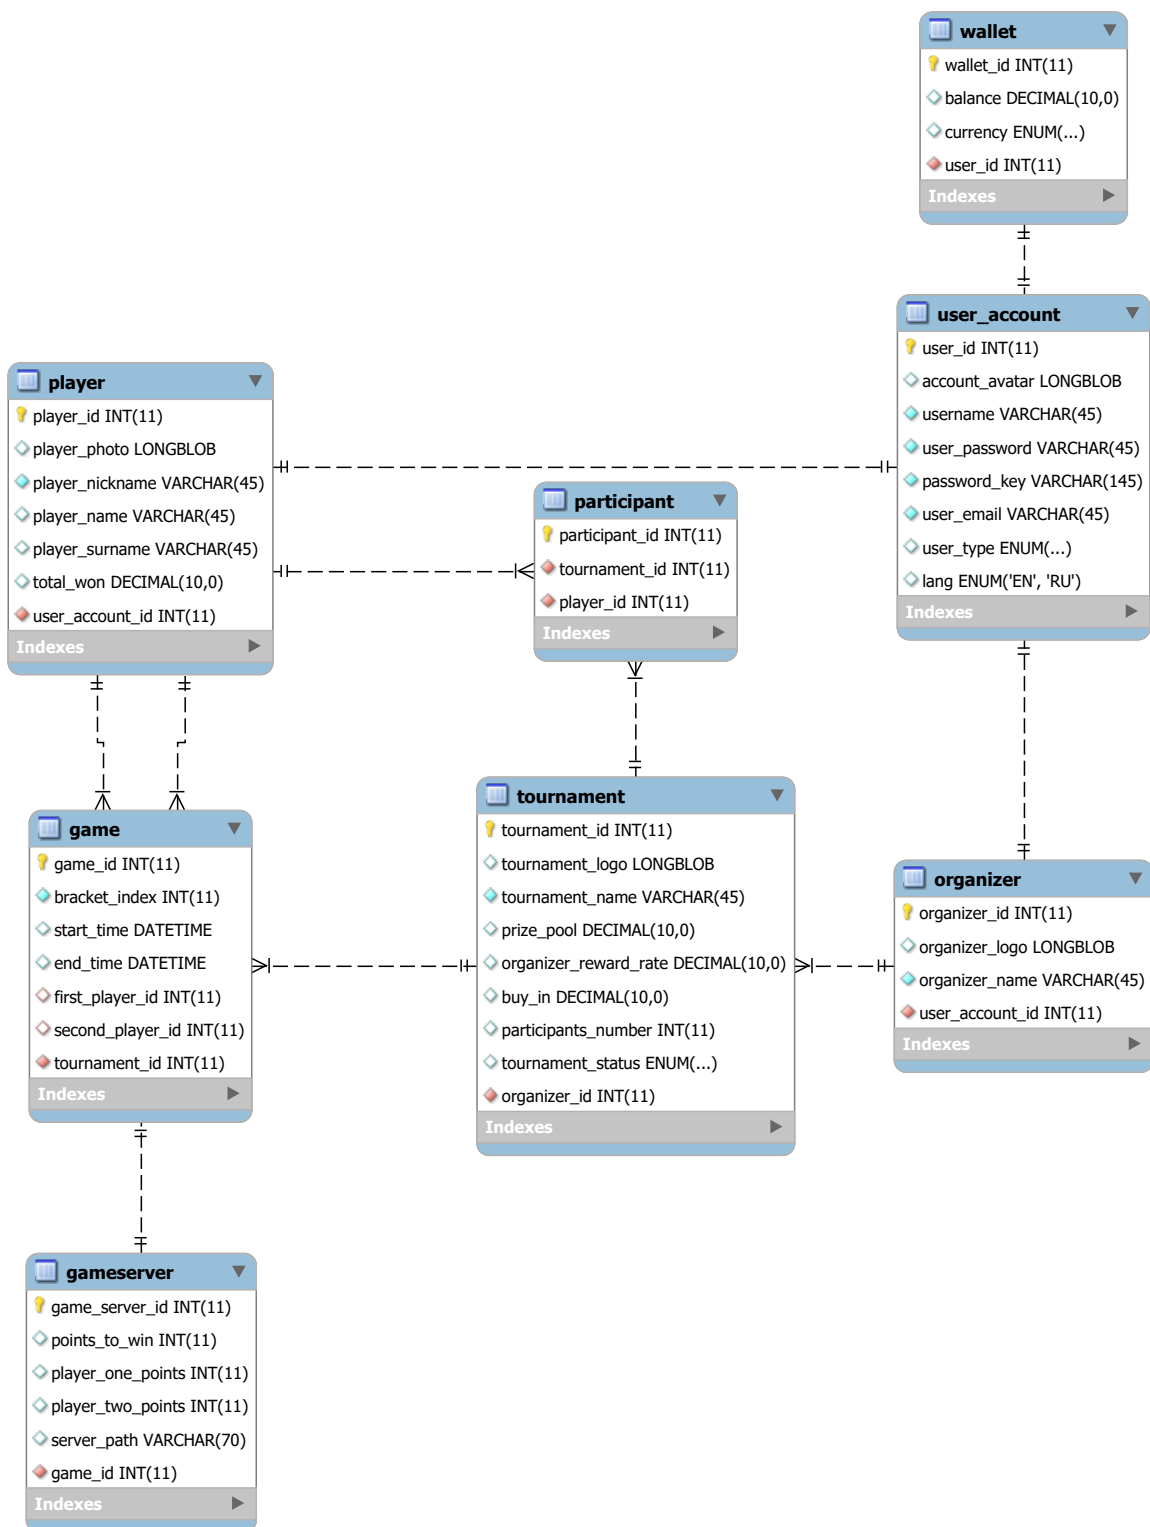 wallet
wallet_id INT(11)
balance DECIMAL(10,0)
currency ENUM(...)
user_id INT(11)
Indexes
user_account
user_id INT(11)
account_avatar LONGBLOB
username VARCHAR(45)
user_password VARCHAR(45)
password_key VARCHAR(145)
user_email VARCHAR(45)
user_type ENUM(...)
lang ENUM('EN', 'RU')
Indexes
player
player_id INT(11)
player_photo LONGBLOB
player_nickname VARCHAR(45)
player_name VARCHAR(45)
player_surname VARCHAR(45)
total_won DECIMAL(10,0)
user_account_id INT(11)
Indexes
participant
participant_id INT(11)
tournament_id INT(11)
player_id INT(11)
Indexes
game
game_id INT(11)
bracket_index INT(11)
start_time DATETIME
end_time DATETIME
first_player_id INT(11)
second_player_id INT(11)
tournament_id INT(11)
Indexes
tournament
tournament_id INT(11)
tournament_logo LONGBLOB
tournament_name VARCHAR(45)
prize_pool DECIMAL(10,0)
organizer_reward_rate DECIMAL(10,0)
buy_in DECIMAL(10,0)
participants_number INT(11)
tournament_status ENUM(...)
organizer_id INT(11)
Indexes
organizer
organizer_id INT(11)
organizer_logo LONGBLOB
organizer_name VARCHAR(45)
user_account_id INT(11)
Indexes
gameserver
game_server_id INT(11)
points_to_win INT(11)
player_one_points INT(11)
player_two_points INT(11)
server_path VARCHAR(70)
game_id INT(11)
Indexes